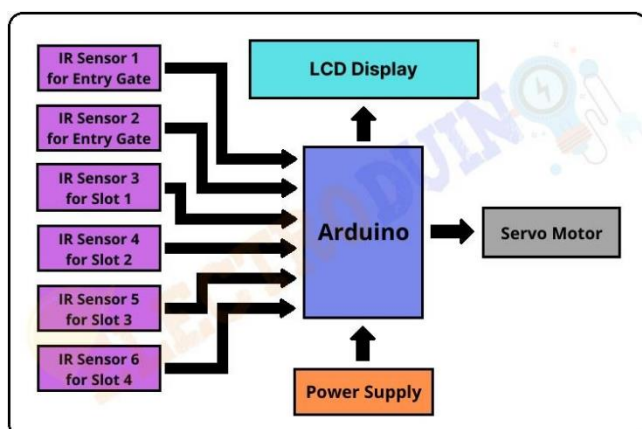 IR Sensor 1
for Entry Gate
IR Sensor 2
for Entry Gate
IR Sensor 3
for Slot 1
IR Sensor 4
for Slot 2
IR Sensor 5
for Slot 3
IR Sensor 6
for Slot 4
LCD Display
Arduino
Servo Motor
Power Supply
ELECTRODUINO